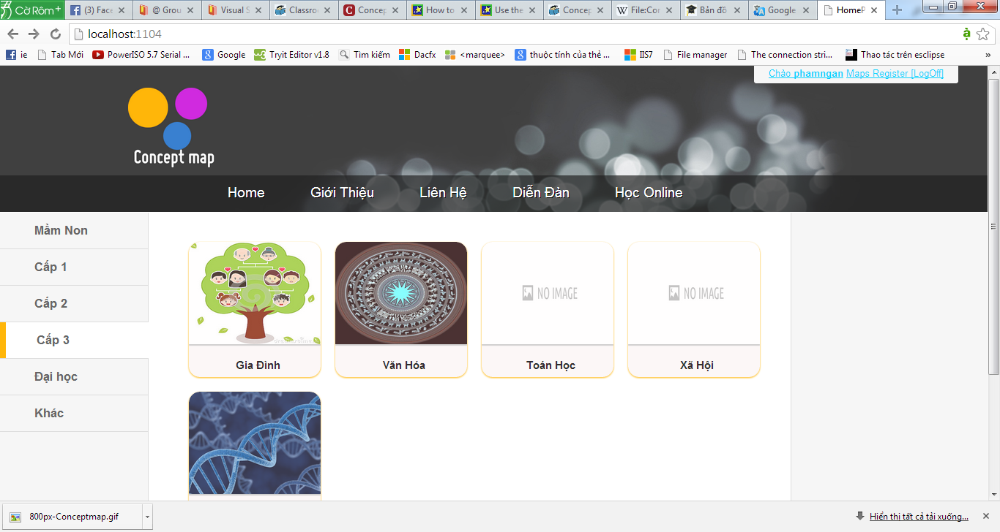 Cờ Rôm+
(3) Face
@ Grou
Visual S
Classro
Concep
How to
Use the
Concep
File:Cor
Bản đồ
Google
HomeP
localhost:1104
ie
Tab Mới
PowerISO 5.7 Serial ...
Google
Tryit Editor v1.8
Tìm kiếm
Dacfx
<marquee>
thuộc tính của thẻ ...
IIS7
File manager
The connection stri...
Thao tác trên esclipse
»
Chào phamngan Maps Register [LogOff]
Concept map
Home
Giới Thiệu
Liên Hệ
Diễn Đàn
Học Online
Mầm Non
Cấp 1
Cấp 2
Cấp 3
Đại học
Khác
NO IMAGE
NO IMAGE
Gia Đình
Văn Hóa
Toán Học
Xã Hội
800px-Conceptmap.gif
Hiển thị tất cả tải xuống...